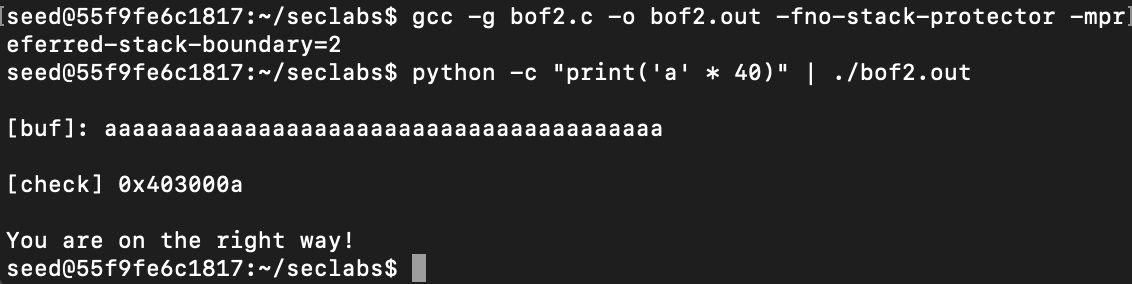 [seed@55f9fe6c1817:~/seclabs$ gcc -g bof2.c -o bof2.out -fno-stack-protector -mpr]
eferred-stack-boundary=2
seed@55f9fe6c1817:~/seclabs$ python -c "print('a' * 40)" | ./bof2.out
[buf]: aaaaaaaaaaaaaaaaaaaaaaaaaaaaaaaaaaaaaaaa
[check] 0x403000a
You are on the right way!
seed@55f9fe6c1817:~/seclabs$